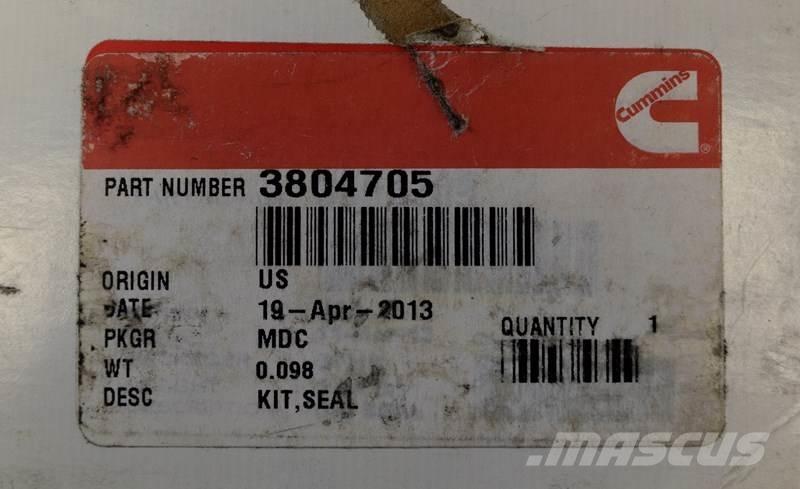 Cummins
®
PART NUMBER 3804705
ORIGIN US
DATE 19-Apr-2013
PKGR MDC
QUANTITY 1
WT 0.098
DESC KIT,SEAL
.mascus